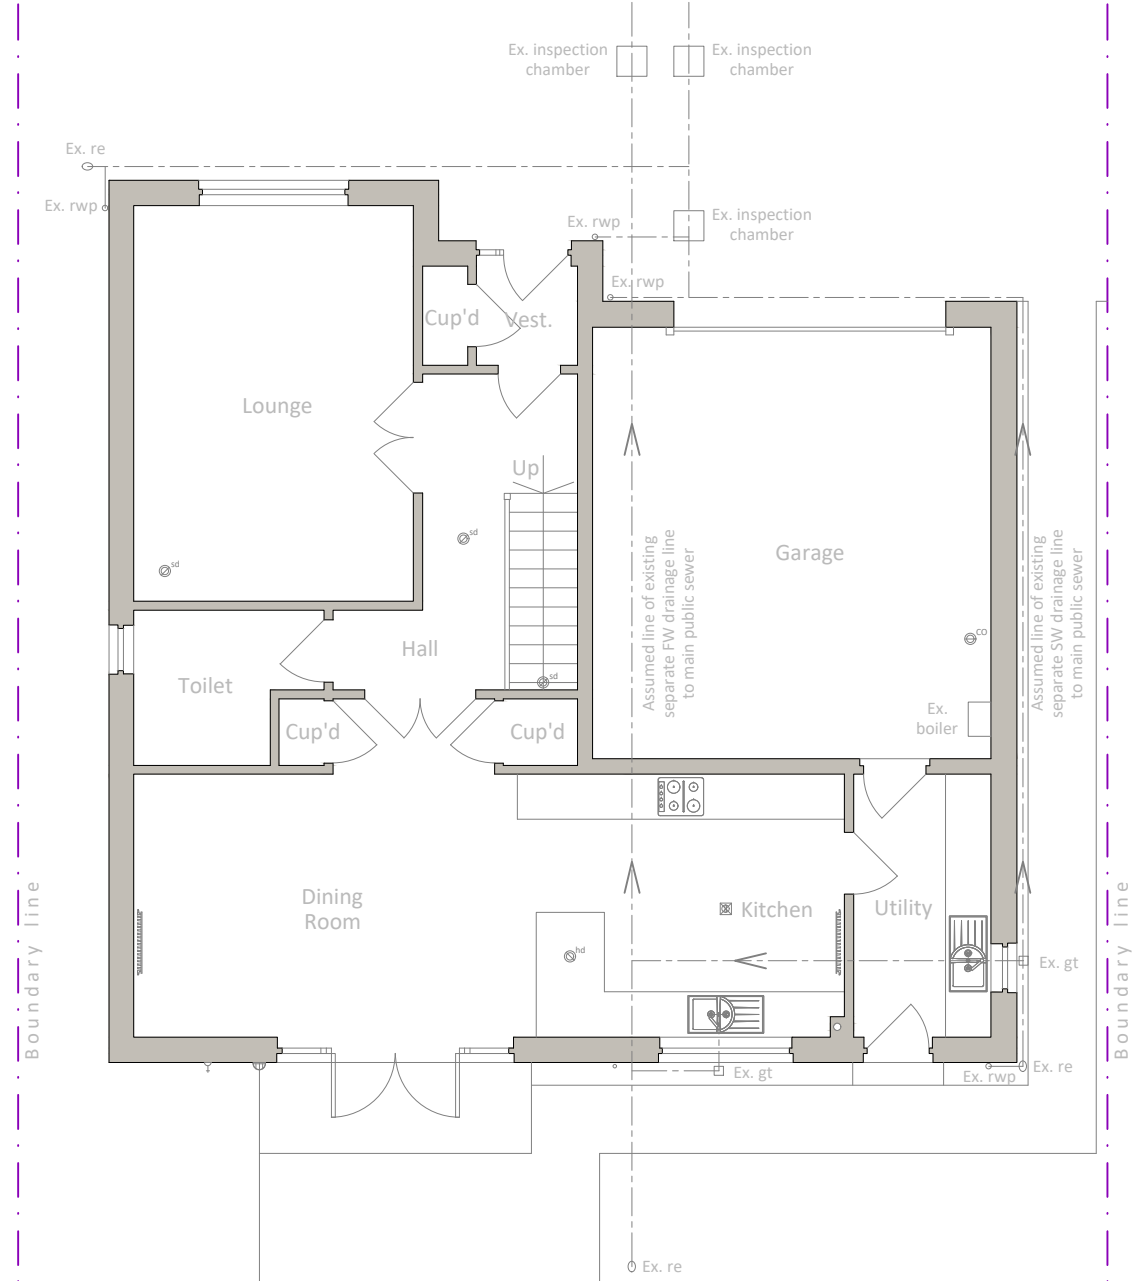 Ex. inspection
chamber
Ex. inspection
chamber
Ex. re
Ex. rwp
Ex. rwp
Ex. inspection
chamber
Ex. rwp
Cup'd
Vest.
Lounge
Up
sd
sd
Garage
Assumed line of existing
separate FW drainage line
to main public sewer
Assumed line of existing
separate SW drainage line
to main public sewer
co
Hall
Toilet
sd
Ex.
boiler
Cup'd
Cup'd
Dining
Room
Kitchen
Utility
hd
Ex. gt
Boundary line
Boundary line
Ex. gt
Ex. rwp
Ex. re
Ex. re